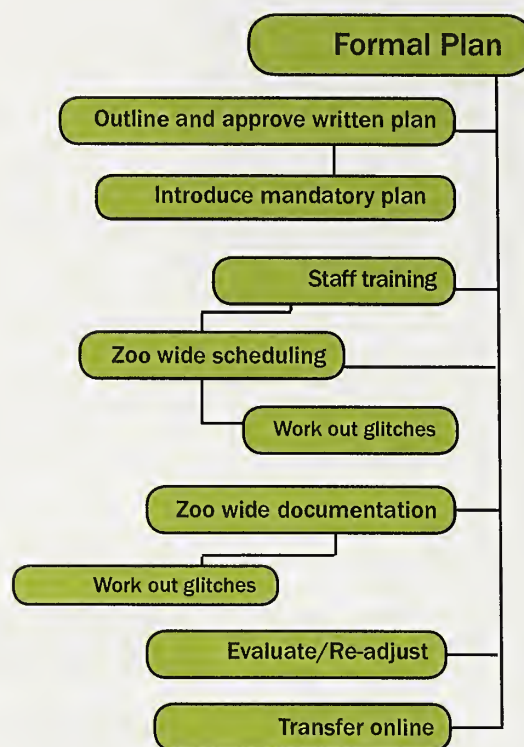 Formal Plan
Outline and approve written plan
Introduce mandatory plan
Staff training
Zoo wide scheduling
Work out glitches
Zoo wide documentation
Work out glitches
Evaluate/Re-adjust
Transfer online